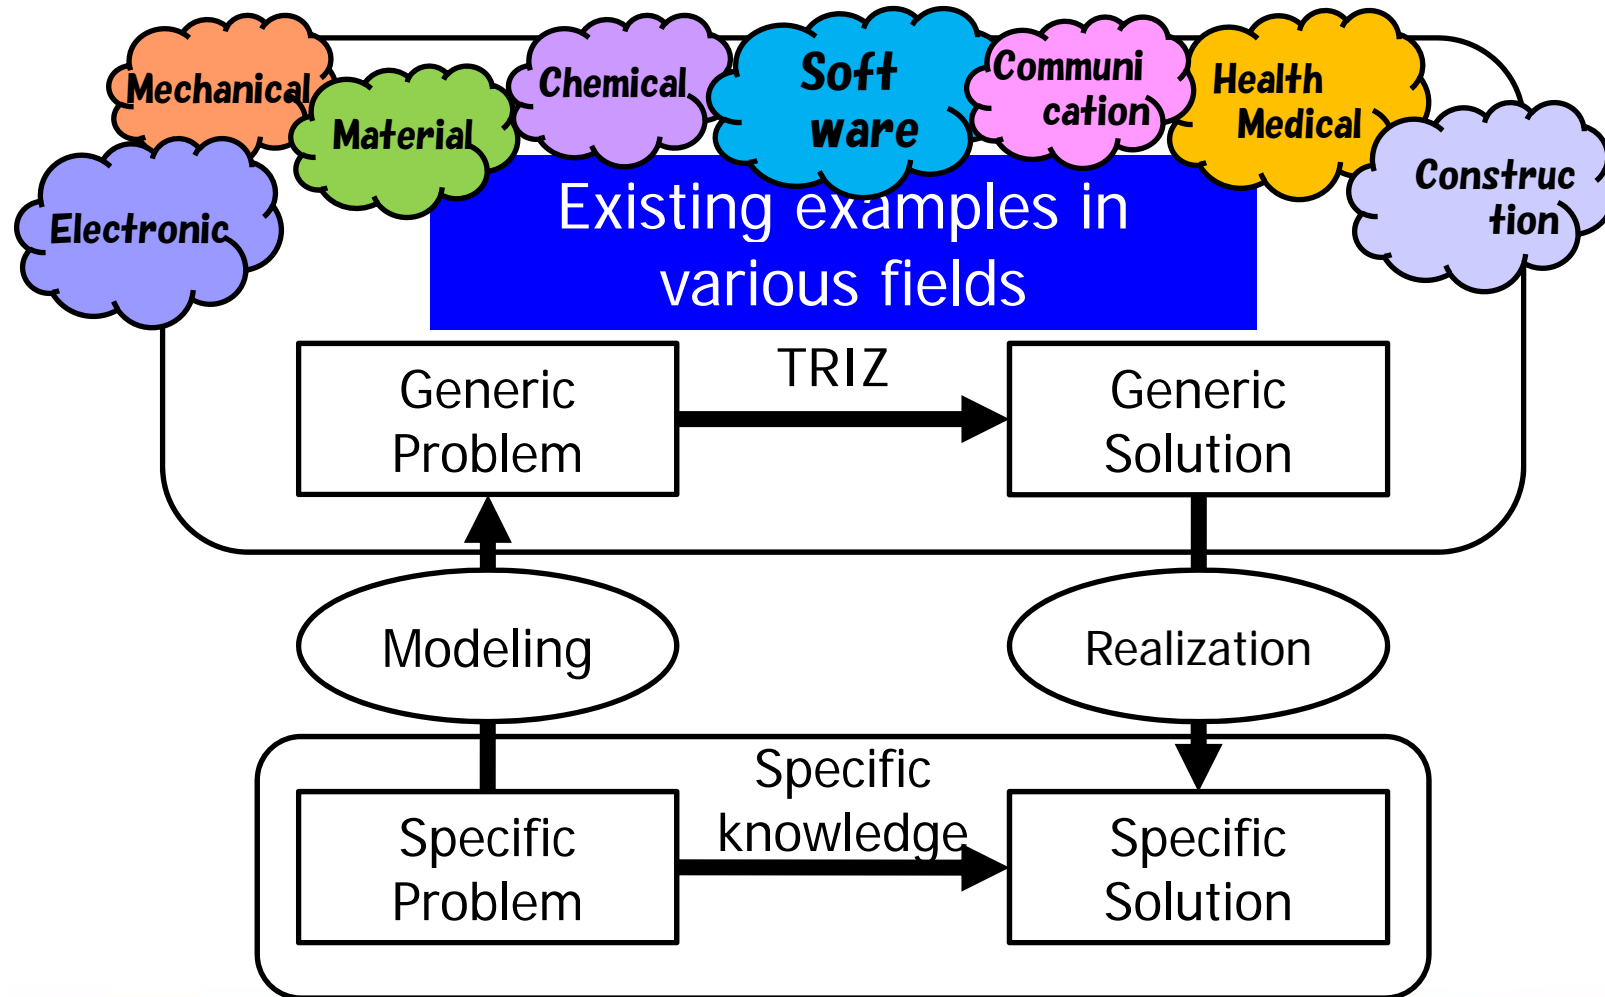 Mechanical
Material
Chemical
Soft
ware
Communi
cation
Health
Medical
Construc
tion
Electronic
Existing examples in
various fields
Generic
Problem
TRIZ
Generic
Solution
Modeling
Realization
Specific
Problem
Specific
knowledge
Specific
Solution